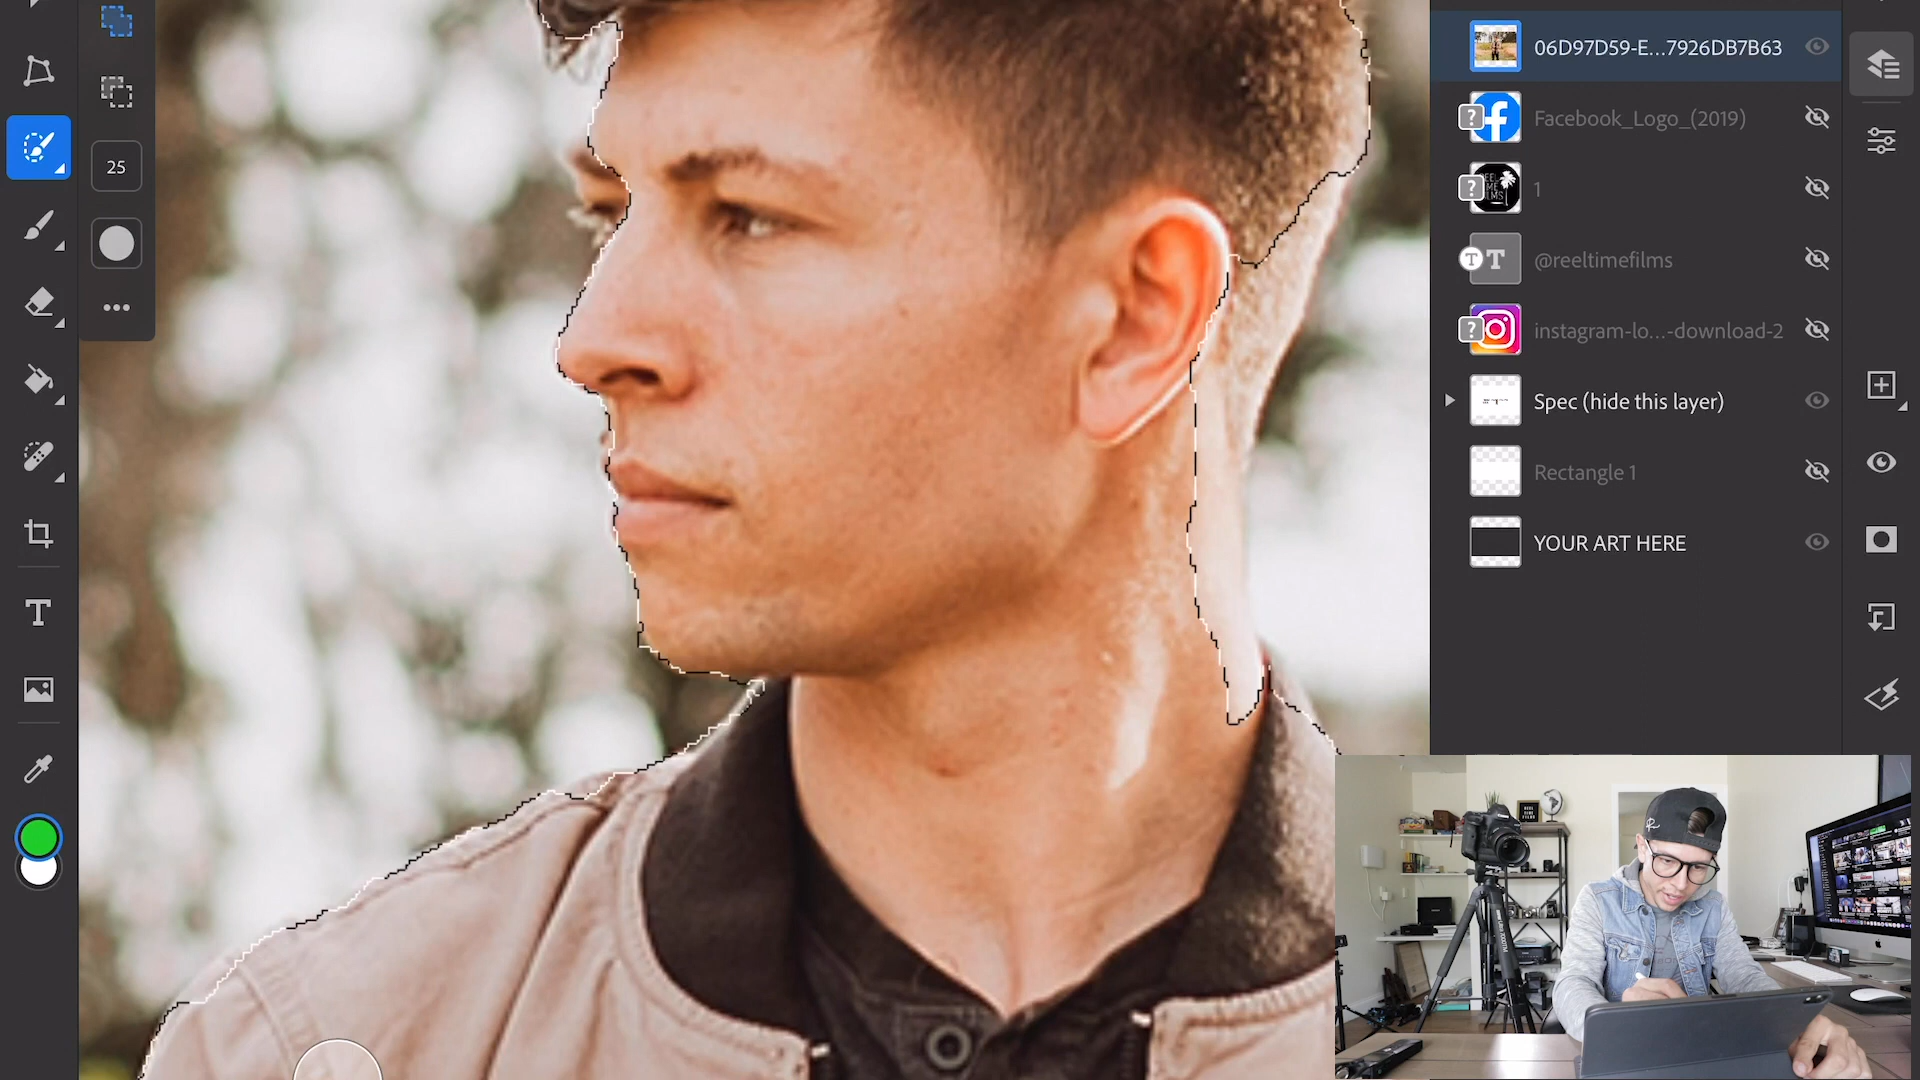 25
06D97D59-E...7926DB7B63
Facebook_Logo_(2019)
1
@reeltimefilms
instagram-lo...-download-2
Spec (hide this layer)
Rectangle 1
YOUR ART HERE